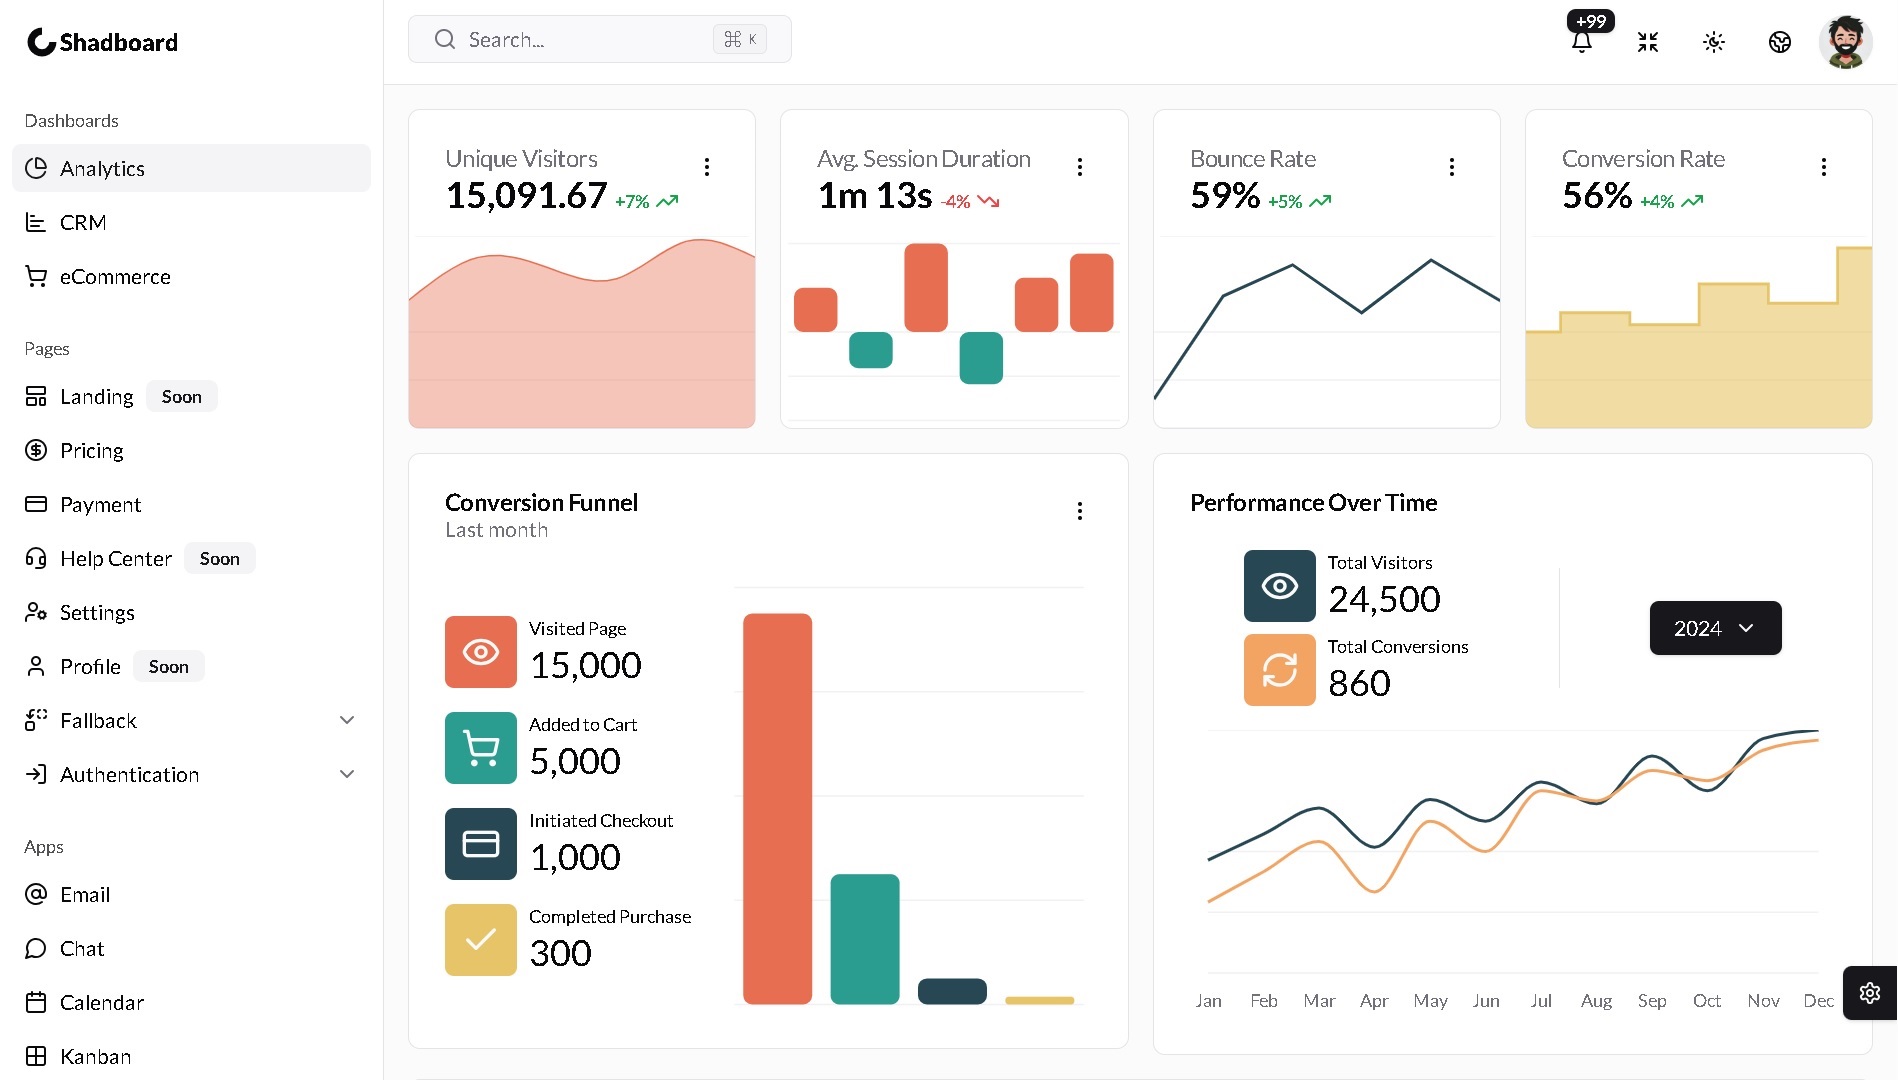 Shadboard
Search...
⌘ K
+99
Dashboards
Analytics
CRM
eCommerce
Pages
Landing Soon
Pricing
Payment
Help Center Soon
Settings
Profile Soon
Fallback
Authentication
Apps
Email
Chat
Calendar
Kanban
Unique Visitors
15,091.67 +7%
Avg. Session Duration
1m 13s -4%
Bounce Rate
59% +5%
Conversion Rate
56% +4%
Conversion Funnel
Last month
Visited Page
15,000
Added to Cart
5,000
Initiated Checkout
1,000
Completed Purchase
300
Performance Over Time
Total Visitors
24,500
Total Conversions
860
2024
Jan Feb Mar Apr May Jun Jul Aug Sep Oct Nov Dec